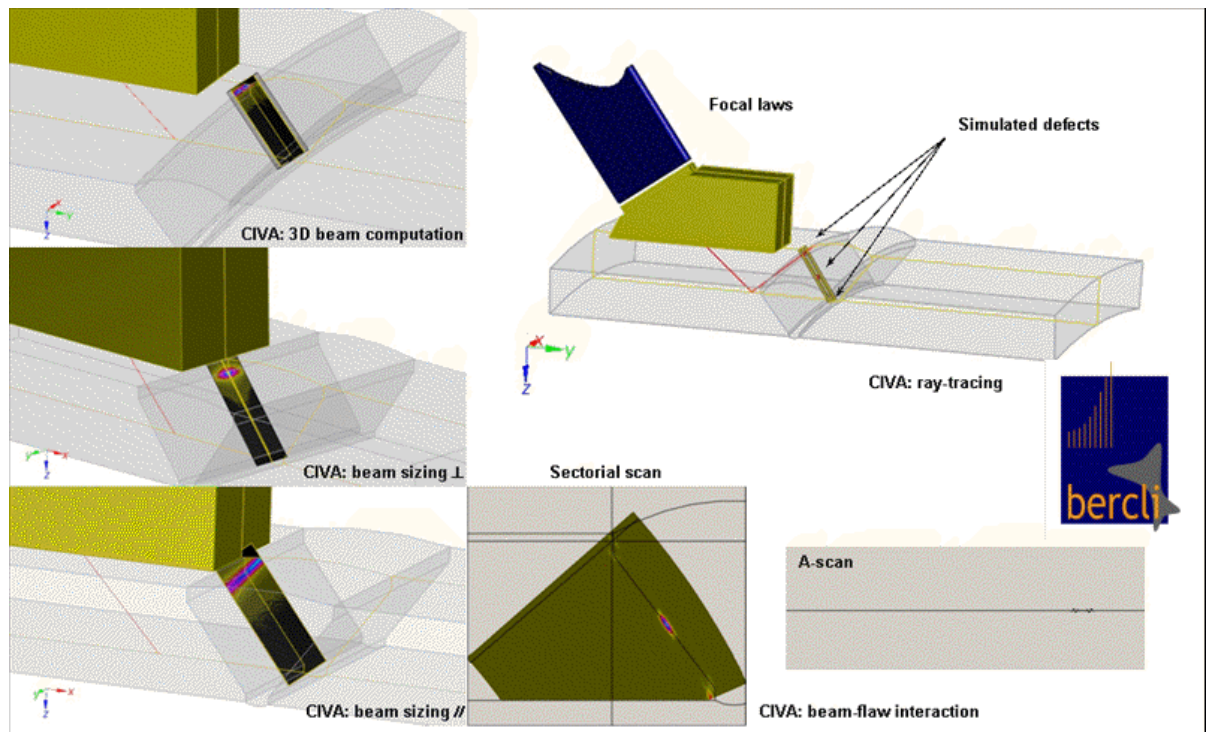 Focal laws
Simulated defects
CIVA: 3D beam computation
x
y
z
x
y
z
CIVA: ray-tracing
y
x
z
CIVA: beam sizing ⊥
Sectorial scan
bercli
A-scan
y
x
z
CIVA: beam sizing //
CIVA: beam-flaw interaction